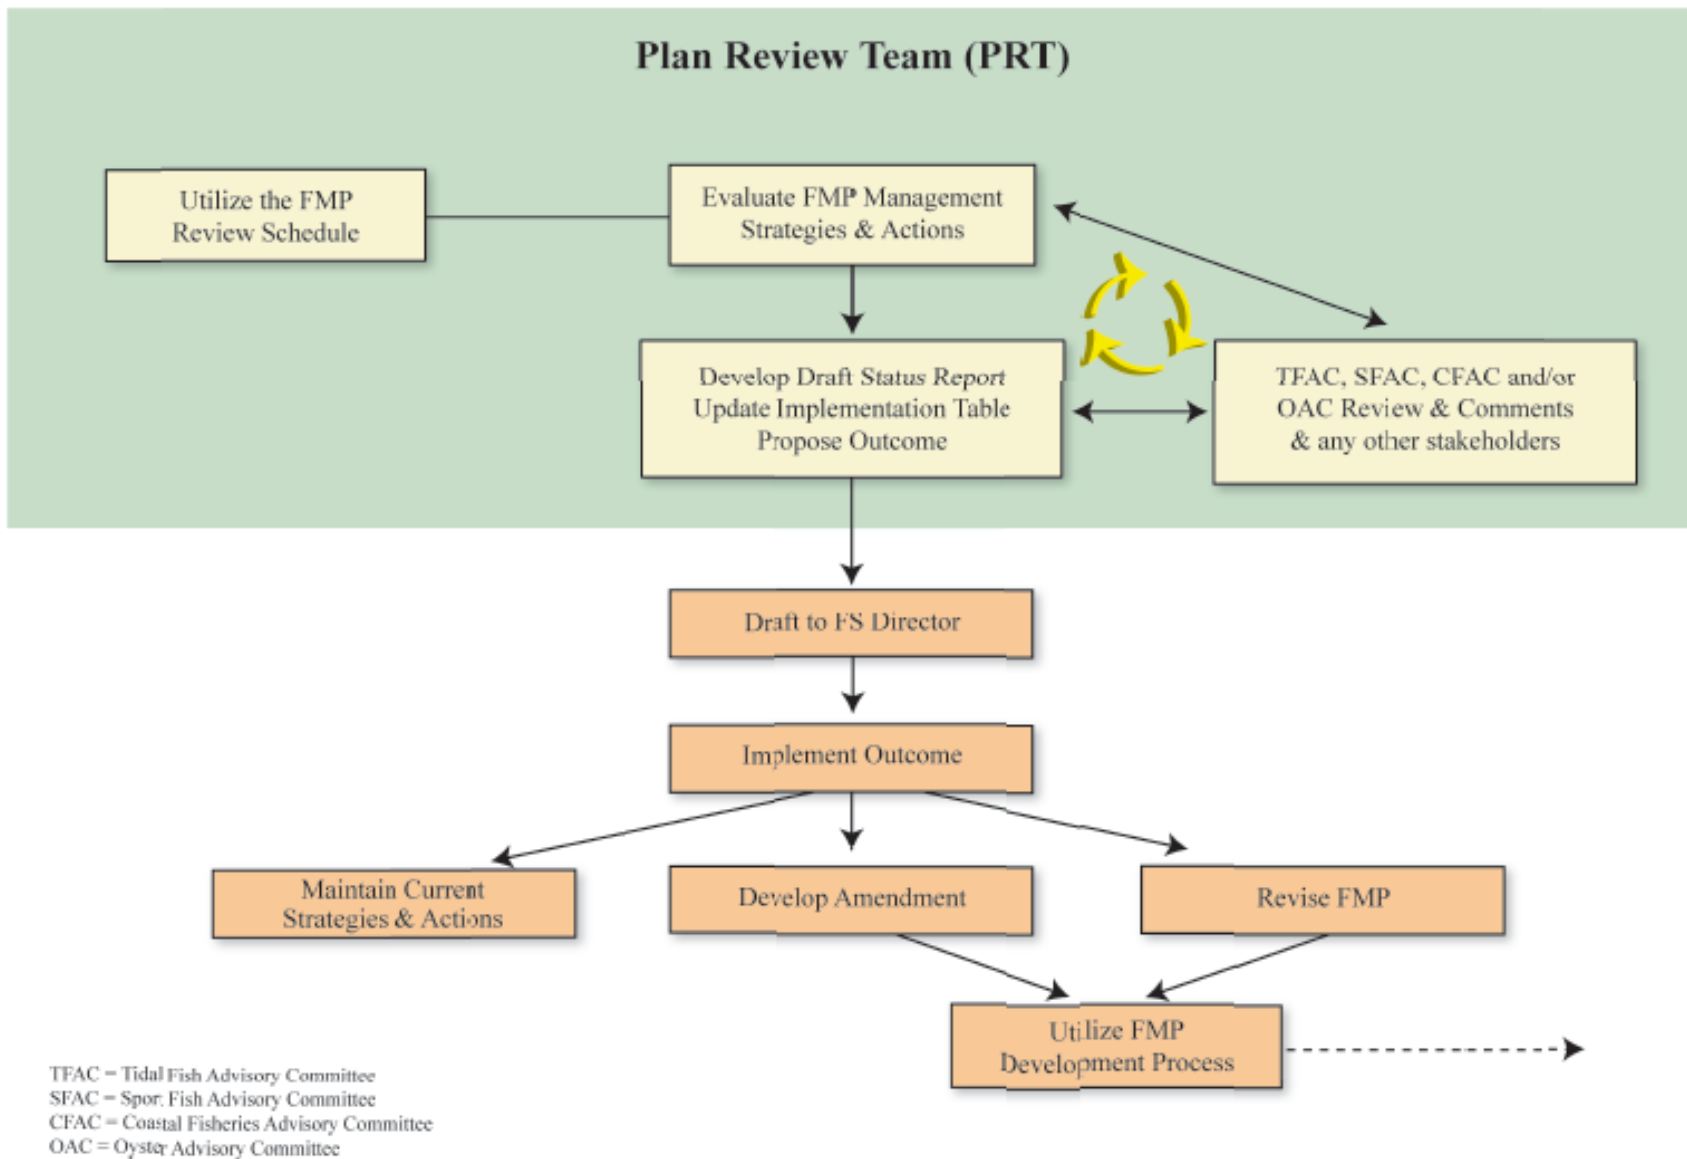 Plan Review Team (PRT)
Utilize the FMP
Review Schedule
Evaluate FMP Management
Strategies & Actions
Develop Draft Status Report
Update Implementation Table
Propose Outcome
TFAC, SFAC, CFAC and/or
OAC Review & Comments
& any other stakeholders
Draft to FS Director
Implement Outcome
Maintain Current
Strategies & Actions
Develop Amendment
Revise FMP
Utilize FMP
Development Process
TFAC = Tidal Fish Advisory Committee
SFAC = Sport Fish Advisory Committee
CFAC = Coastal Fisheries Advisory Committee
OAC = Oyster Advisory Committee